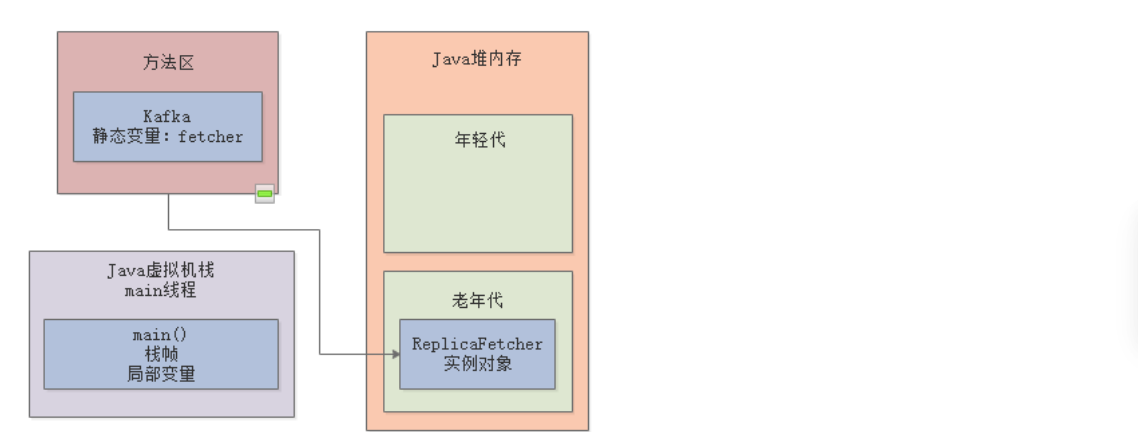 方法区
Kafka
静态变量：fetcher
Java虚拟机栈
main线程
main()
栈帧
局部变量
Java堆内存
年轻代
老年代
ReplicaFetcher
实例对象